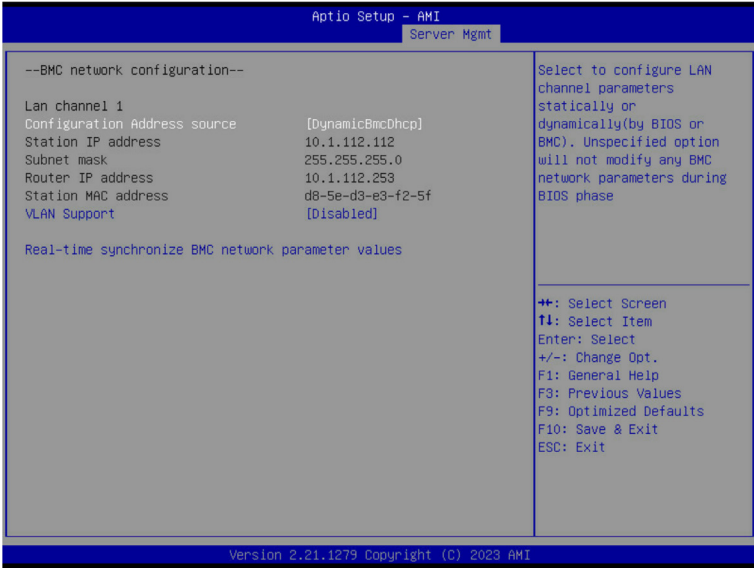 Aptio Setup - AMI
Server Mgmt
--BMC network configuration--
Lan channel 1
Configuration Address source [DynamicBmcDhcp]
Station IP address 10.1.112.112
Subnet mask 255.255.255.0
Router IP address 10.1.112.253
Station MAC address d8-5e-d3-e3-f2-5f
VLAN Support [Disabled]
Real-time synchronize BMC network parameter values
Select to configure LAN
channel parameters
statically or
dynamically(by BIOS or
BMC). Unspecified option
will not modify any BMC
network parameters during
BIOS phase
→←: Select Screen
↑↓: Select Item
Enter: Select
+/-: Change Opt.
F1: General Help
F3: Previous Values
F9: Optimized Defaults
F10: Save & Exit
ESC: Exit
Version 2.21.1279 Copyright (C) 2023 AMI